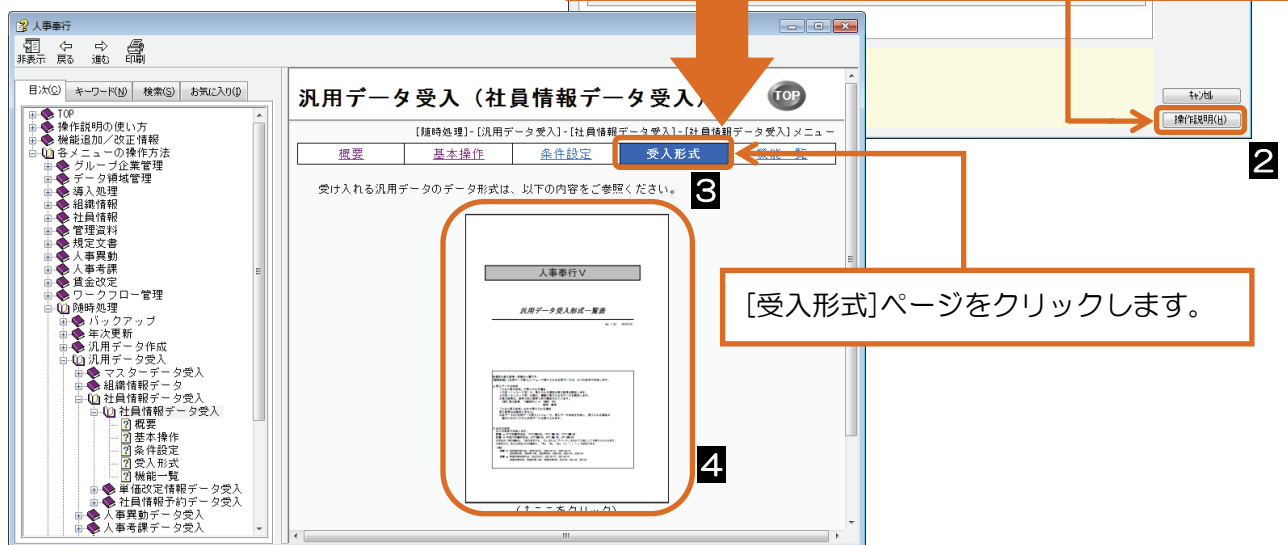 人事奉行
非表示 戻る 進む 印刷
目次(C) キーワード(N) 検索(S) お気に入り(I)
TOP
操作説明の使い方
機能追加/改正情報
各メニューの操作方法
グループ企業管理
データ領域管理
導入処理
組織情報
社員情報
管理資料
規定文書
人事異動
人事考課
賃金改定
ワークフロー管理
随時処理
バックアップ
年次更新
汎用データ作成
汎用データ受入
マスターデータ受入
組織情報データ
社員情報データ受入
社員情報データ受入
概要
基本操作
条件設定
受入形式
機能一覧
単価改定情報データ受入
社員情報予約データ受入
人事異動データ受入
人事考課データ受入
汎用データ受入（社員情報データ受入）
TOP
[随時処理]-[汎用データ受入]-[社員情報データ受入]-[社員情報データ受入]メニュー
概要 基本操作 条件設定 受入形式 機能一覧
3
受け入れる汎用データのデータ形式は、以下の内容をご参照ください。
人事奉行Ⅴ
汎用データ受入形式一覧表
4
(↑ここをクリック)
キャンセル
操作説明(H)
2
[受入形式]ページをクリックします。